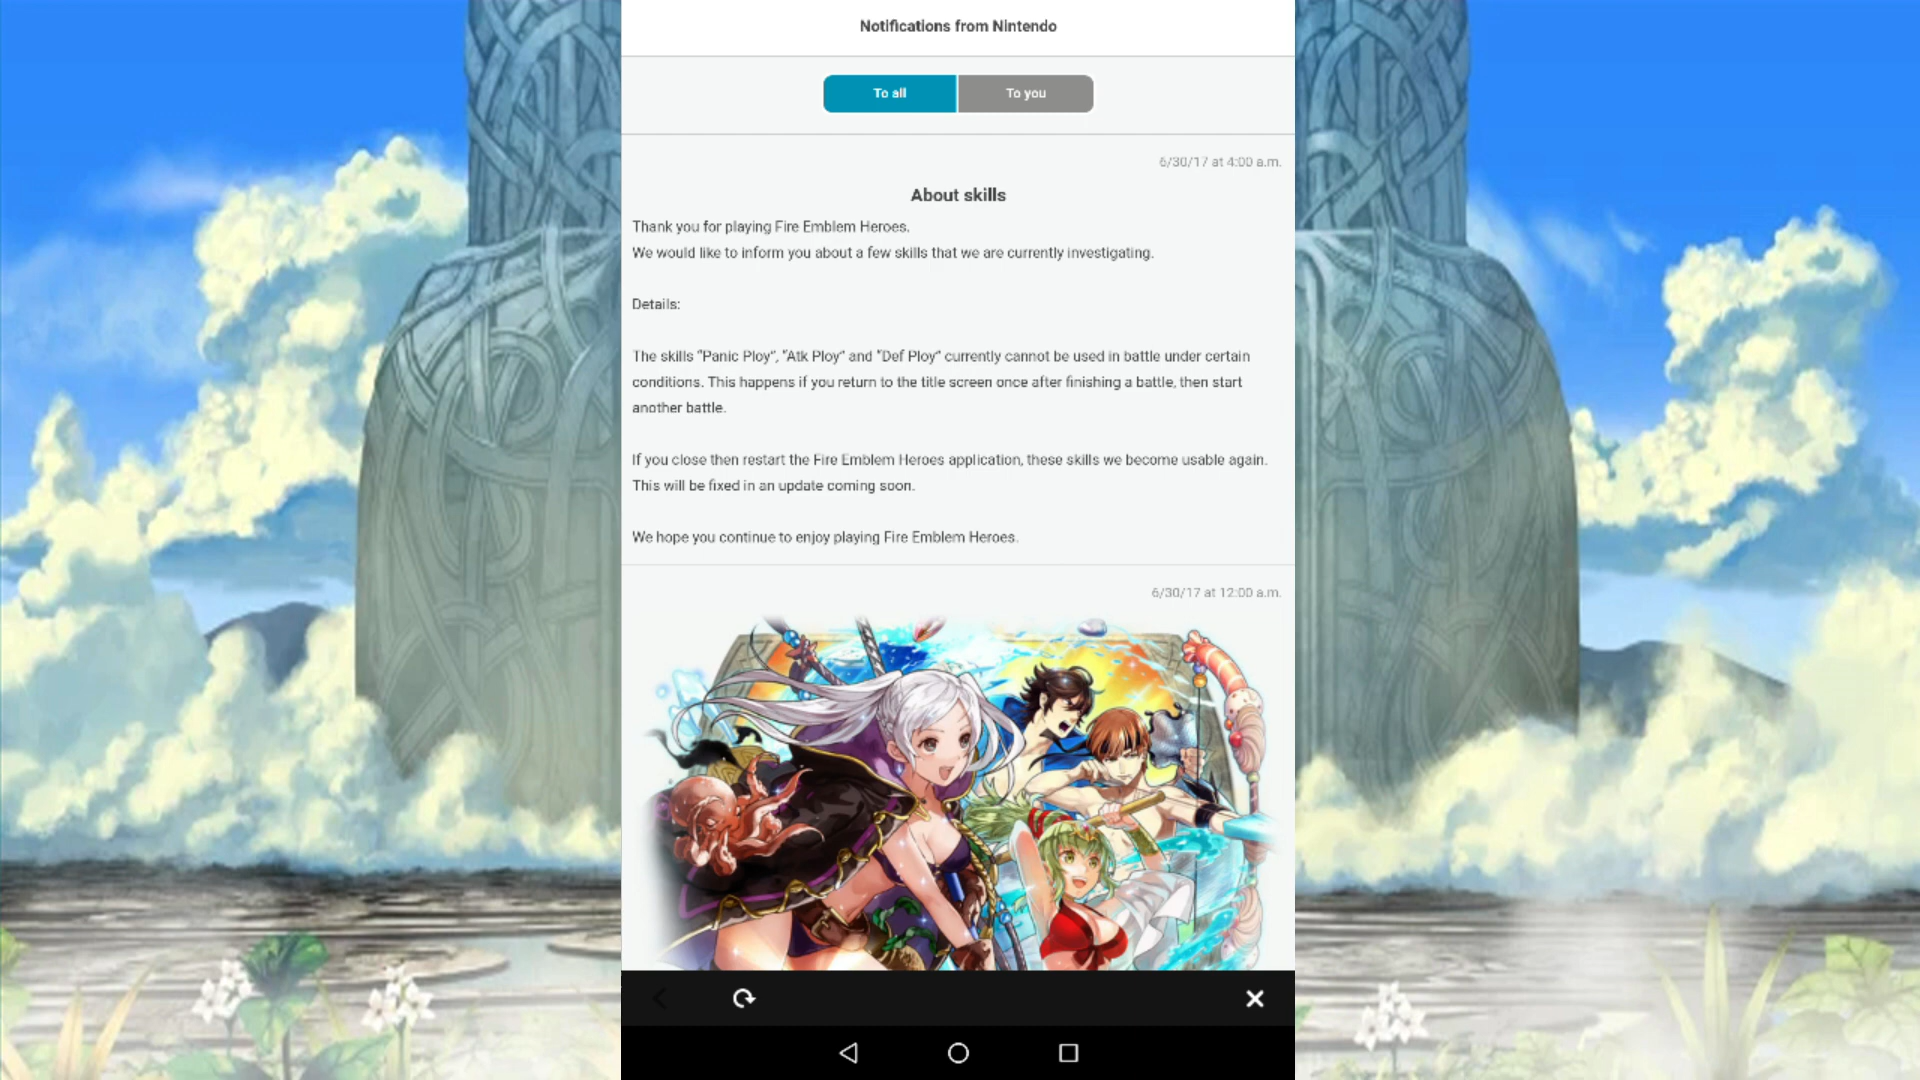 Notifications from Nintendo
To all
To you
6/30/17 at 4:00 a.m.
About skills
Thank you for playing Fire Emblem Heroes.
We would like to inform you about a few skills that we are currently investigating.
Details:
The skills "Panic Ploy", "Atk Ploy" and "Def Ploy" currently cannot be used in battle under certain
conditions. This happens if you return to the title screen once after finishing a battle, then start
another battle.
If you close then restart the Fire Emblem Heroes application, these skills we become usable again.
This will be fixed in an update coming soon.
We hope you continue to enjoy playing Fire Emblem Heroes.
6/30/17 at 12:00 a.m.